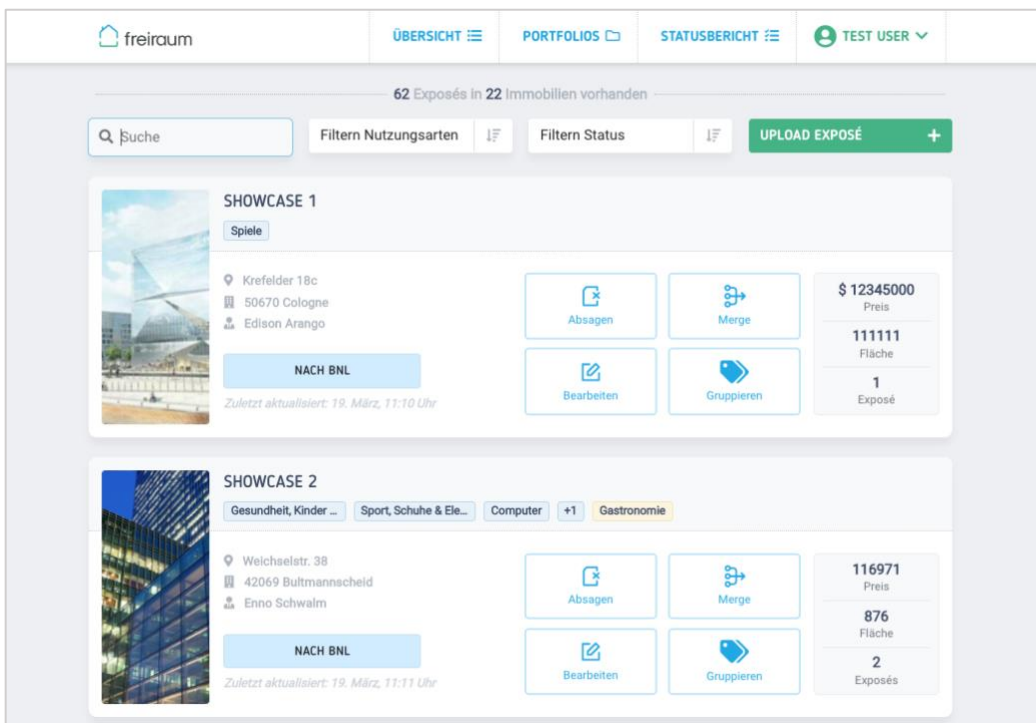 freiraum
ÜBERSICHT
PORTFOLIOS
STATUSBERICHT
TEST USER
62 Exposés in 22 Immobilien vorhanden
Suche
Filtern Nutzungsarten
Filtern Status
UPLOAD EXPOSÉ +
SHOWCASE 1
Spiele
Krefelder 18c
50670 Cologne
Edison Arango
NACH BNL
Zuletzt aktualisiert: 19. März, 11:10 Uhr
Absagen
Merge
Bearbeiten
Gruppieren
$ 12345000
Preis
111111
Fläche
1
Exposé
SHOWCASE 2
Gesundheit, Kinder ...
Sport, Schuhe & Ele...
Computer
+1
Gastronomie
Weichselstr. 38
42069 Bultmannscheid
Enno Schwalm
NACH BNL
Zuletzt aktualisiert: 19. März, 11:11 Uhr
Absagen
Merge
Bearbeiten
Gruppieren
116971
Preis
876
Fläche
2
Exposés